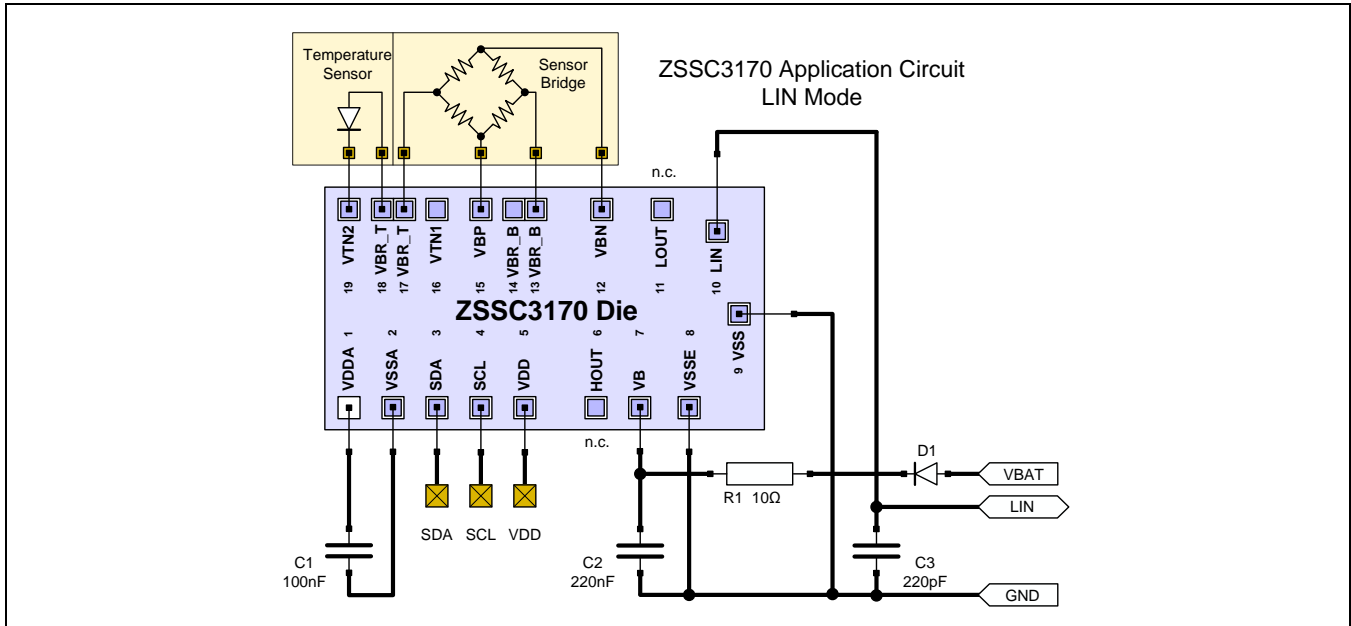 Temperature
Sensor
Sensor
Bridge
ZSSC3170 Application Circuit
LIN Mode
n.c.
VTN2
VBR_T
VBR_T
VTN1
VBP
VBR_B
VBR_B
VBN
LOUT
LIN
19
18
17
16
15
14
13
12
11
10
ZSSC3170 Die
1
2
3
4
5
6
7
8
9
VSS
VDDA
VSSA
SDA
SCL
VDD
HOUT
VB
VSSE
n.c.
D1
VBAT
R1 10Ω
LIN
SDA
SCL
VDD
C1
100nF
C2
220nF
C3
220pF
GND